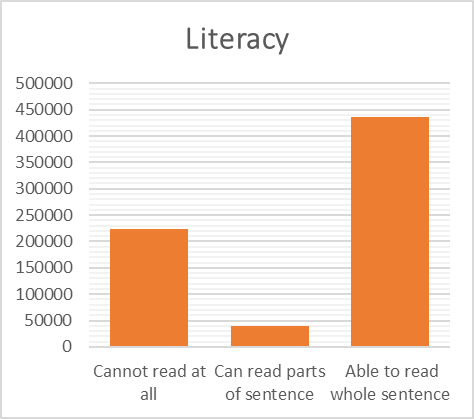 Literacy
500000
450000
400000
350000
300000
250000
200000
150000
100000
50000
0
Cannot read at all
Can read parts of sentence
Able to read whole sentence